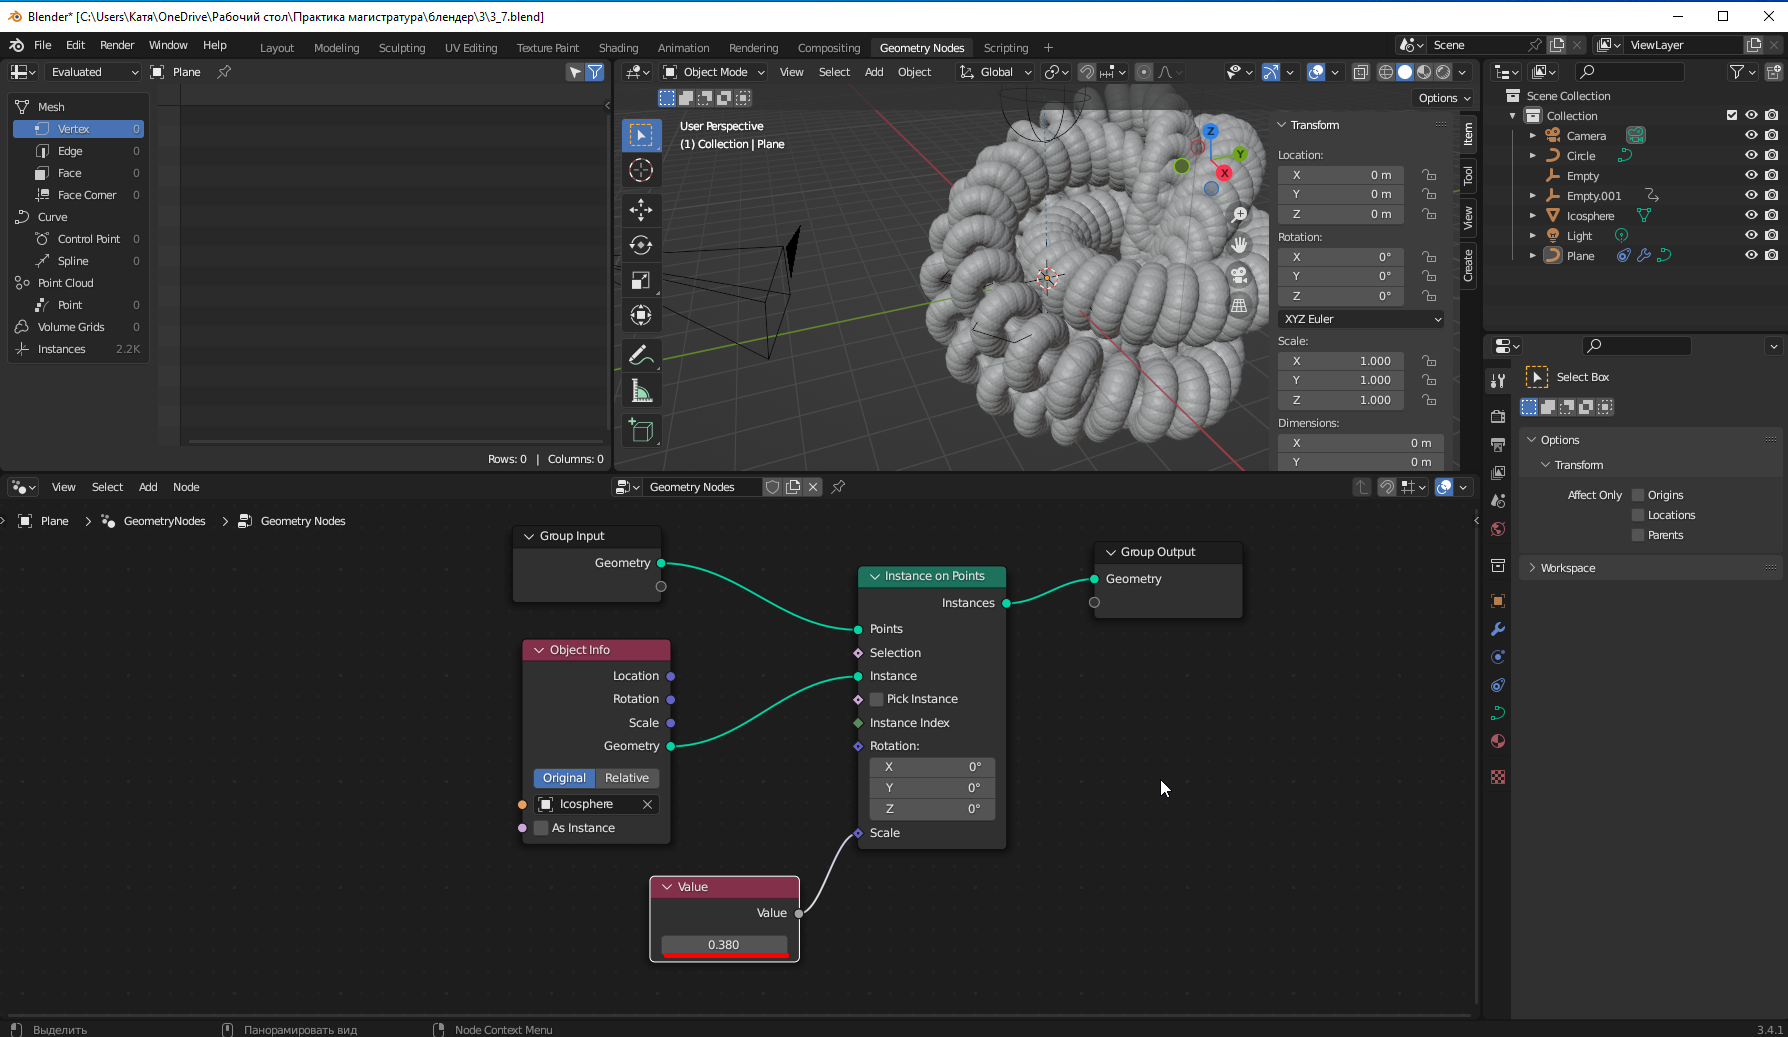 Blender* [C:\Users\Катя\OneDrive\Рабочий стол\Практика магистратура\блендер\3\3_7.blend]
File Edit Render Window Help Layout Modeling Sculpting UV Editing Texture Paint Shading Animation Rendering Compositing Geometry Nodes Scripting + Scene ViewLayer
Evaluated Plane
Mesh
Vertex 0
Edge 0
Face 0
Face Corner 0
Curve
Control Point 0
Spline 0
Point Cloud
Point 0
Volume Grids 0
Instances 2.2K
Rows: 0 | Columns: 0
Object Mode View Select Add Object Global
Options
User Perspective
(1) Collection | Plane
Z
Y
X
Transform
Location:
X 0 m
Y 0 m
Z 0 m
Rotation:
X 0°
Y 0°
Z 0°
XYZ Euler
Scale:
X 1.000
Y 1.000
Z 1.000
Dimensions:
X 0 m
Y 0 m
Item
Tool
View
Create
Scene Collection
Collection
Camera
Circle
Empty
Empty.001
Icosphere
Light
Plane
Select Box
Options
Transform
Affect Only Origins
Locations
Parents
Workspace
View Select Add Node Geometry Nodes
Plane GeometryNodes Geometry Nodes
Group Input
Geometry
Object Info
Location
Rotation
Scale
Geometry
Original Relative
Icosphere
As Instance
Value
Value
0.380
Instance on Points
Instances
Points
Selection
Instance
Pick Instance
Instance Index
Rotation:
X 0°
Y 0°
Z 0°
Scale
Group Output
Geometry
Выделить Панорамировать вид Node Context Menu 3.4.1